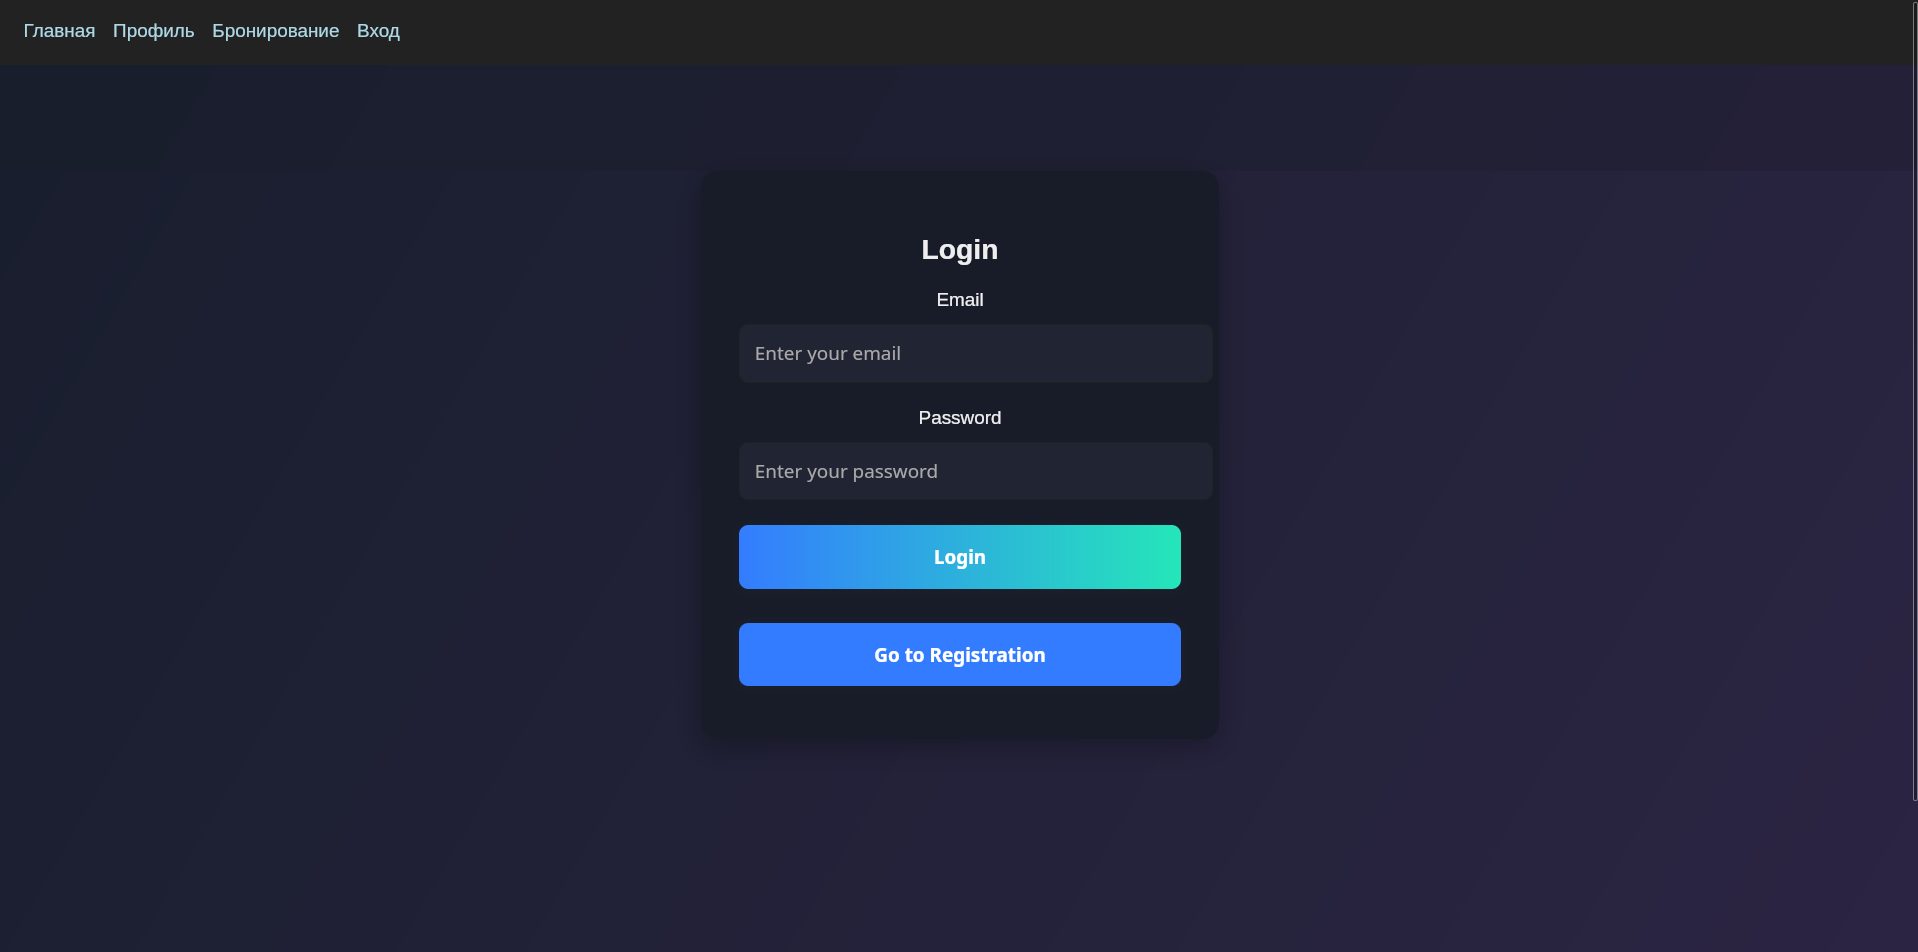 Главная Профиль Бронирование Вход
Login
Email
Enter your email
Password
Enter your password
Login
Go to Registration